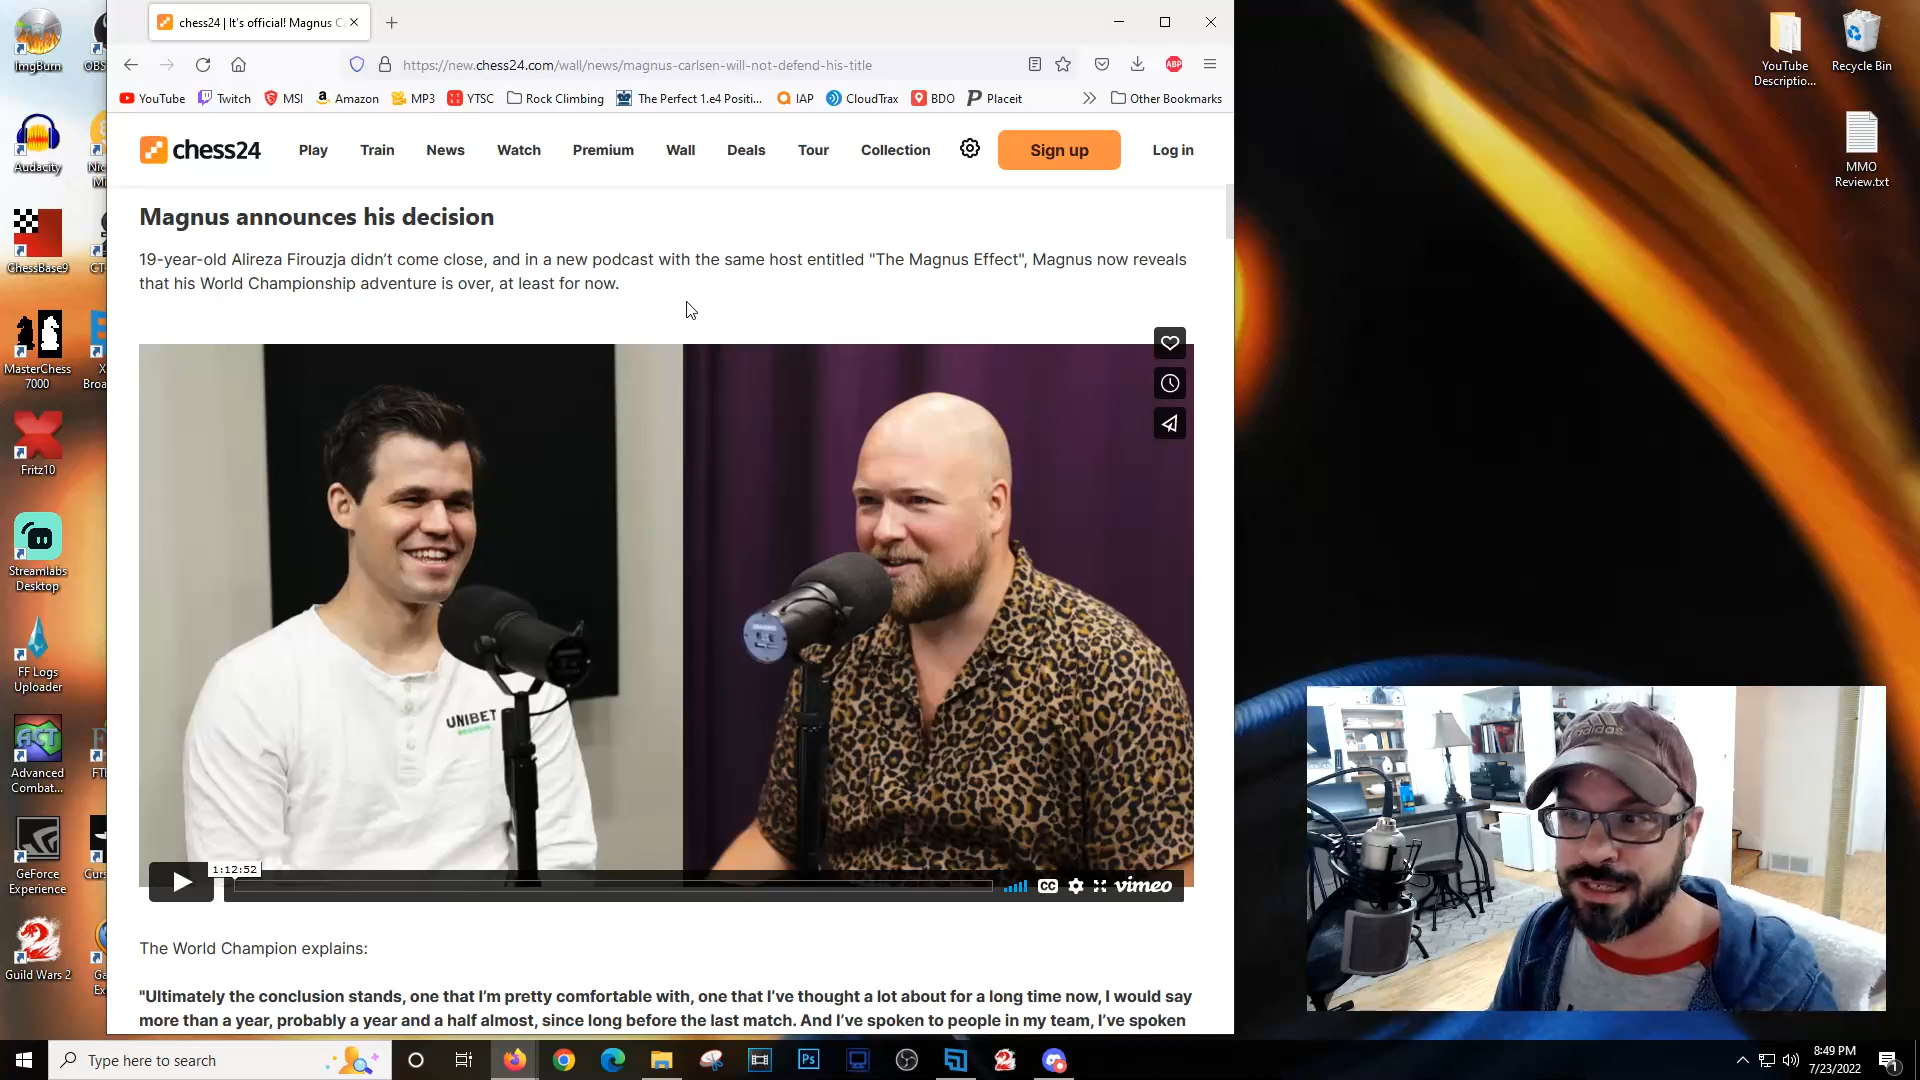 ImgBurn
OBS
Audacity
ChessBase9
CT-
MasterChess
7000
X
Broa...
Fritz10
Streamlabs
Desktop
FF Logs
Uploader
ACT
Advanced
Combat...
GeForce
Experience
Guild Wars 2
chess24 | It's official! Magnus C
https://new.chess24.com/wall/news/magnus-carlsen-will-not-defend-his-title
ABP
YouTube Twitch MSI Amazon MP3 YTSC Rock Climbing The Perfect 1.e4 Positi... IAP CloudTrax BDO Placeit Other Bookmarks
chess24 Play Train News Watch Premium Wall Deals Tour Collection Sign up Log in
Magnus announces his decision
19-year-old Alireza Firouzja didn't come close, and in a new podcast with the same host entitled "The Magnus Effect", Magnus now reveals
that his World Championship adventure is over, at least for now.
UNIBET
1:12:52
CC vimeo
The World Champion explains:
"Ultimately the conclusion stands, one that I'm pretty comfortable with, one that I've thought a lot about for a long time now, I would say
more than a year, probably a year and a half almost, since long before the last match. And I've spoken to people in my team, I've spoken
YouTube
Descriptio...
Recycle Bin
MMO
Review.txt
adidas
Type here to search
Ps
8:49 PM
7/23/2022
1